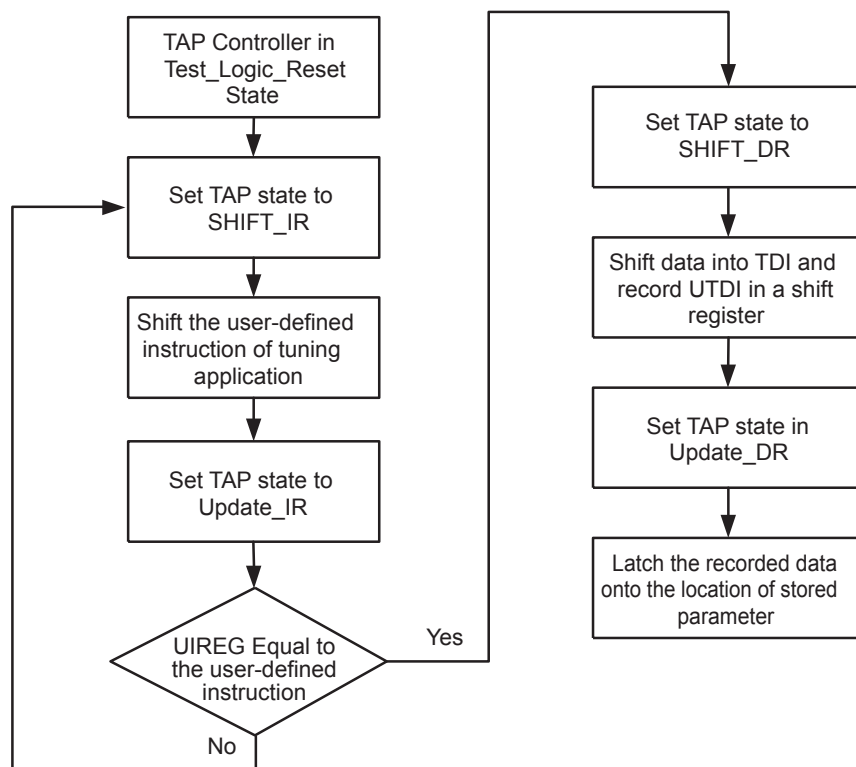 TAP Controller in
Test_Logic_Reset
State
Set TAP state to
SHIFT_IR
Shift the user-defined
instruction of tuning
application
Set TAP state to
Update_IR
UIREG Equal to
the user-defined
instruction
Yes
No
Set TAP state to
SHIFT_DR
Shift data into TDI and
record UTDI in a shift
register
Set TAP state in
Update_DR
Latch the recorded data
onto the location of stored
parameter